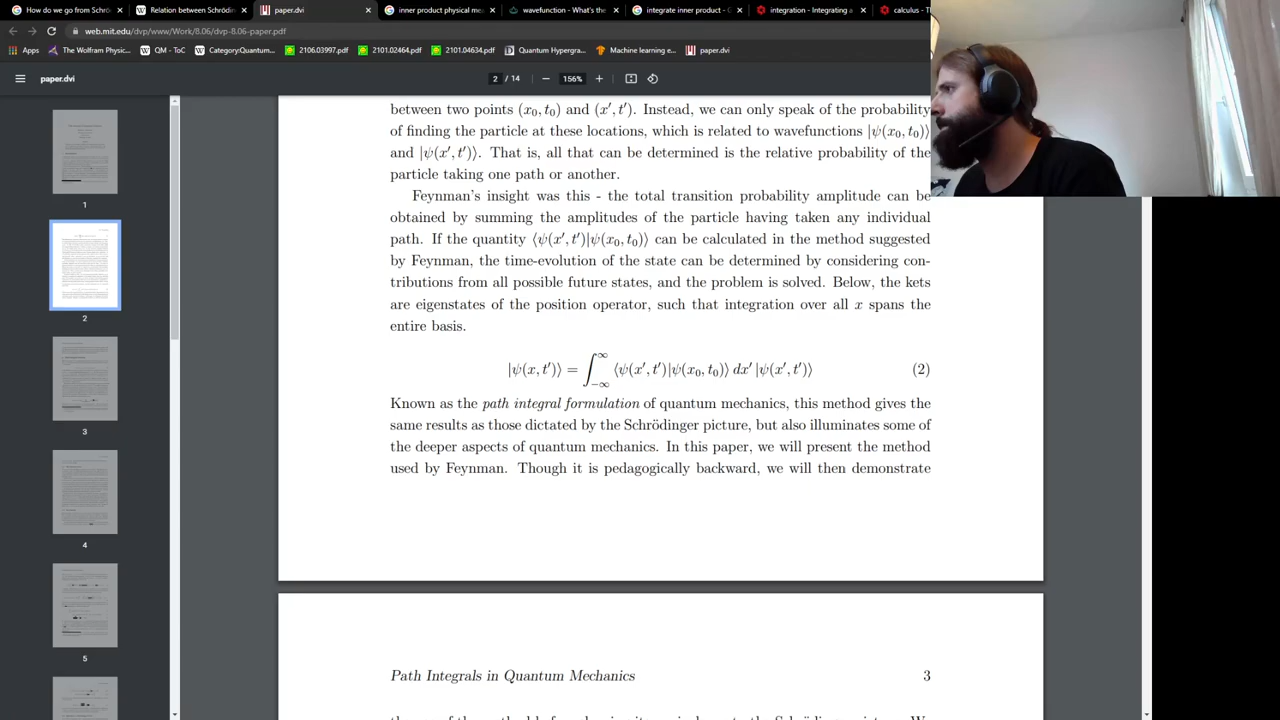 How do we go from Schrö
Relation between Schrödin
paper.dvi
inner product physical me
wavefunction - What's the
integrate inner product - G
integration - Integrating a
calculus - T
web.mit.edu/dvp/www/Work/8.06/dvp-8.06-paper.pdf
Apps
The Wolfram Physic...
QM - ToC
Category:Quantum...
2106.03997.pdf
2101.02464.pdf
2101.04634.pdf
Quantum Hypergra...
Machine learning e...
paper.dvi
paper.dvi
2 / 14
156%
between two points (x₀, t₀) and (x′, t′). Instead, we can only speak of the probability
of finding the particle at these locations, which is related to wavefunctions |ψ(x₀, t₀)⟩
and |ψ(x′, t′)⟩. That is, all that can be determined is the relative probability of the
particle taking one path or another.
Feynman's insight was this - the total transition probability amplitude can be
obtained by summing the amplitudes of the particle having taken any individual
path. If the quantity ⟨ψ(x′, t′)|ψ(x₀, t₀)⟩ can be calculated in the method suggested
by Feynman, the time evolution of the state can be determined by considering con-
tributions from all possible future states, and the problem is solved. Below, the kets
are eigenstates of the position operator, such that integration over all x spans the
entire basis.
|ψ(x, t′)⟩ = ∫_{−∞}^{∞} ⟨ψ(x′, t′)|ψ(x₀, t₀)⟩ dx′ |ψ(x′, t′)⟩ (2)
Known as the path integral formulation of quantum mechanics, this method gives the
same results as those dictated by the Schrödinger picture, but also illuminates some of
the deeper aspects of quantum mechanics. In this paper, we will present the method
used by Feynman. Though it is pedagogically backward, we will then demonstrate
Path Integrals in Quantum Mechanics 3
1
2
3
4
5